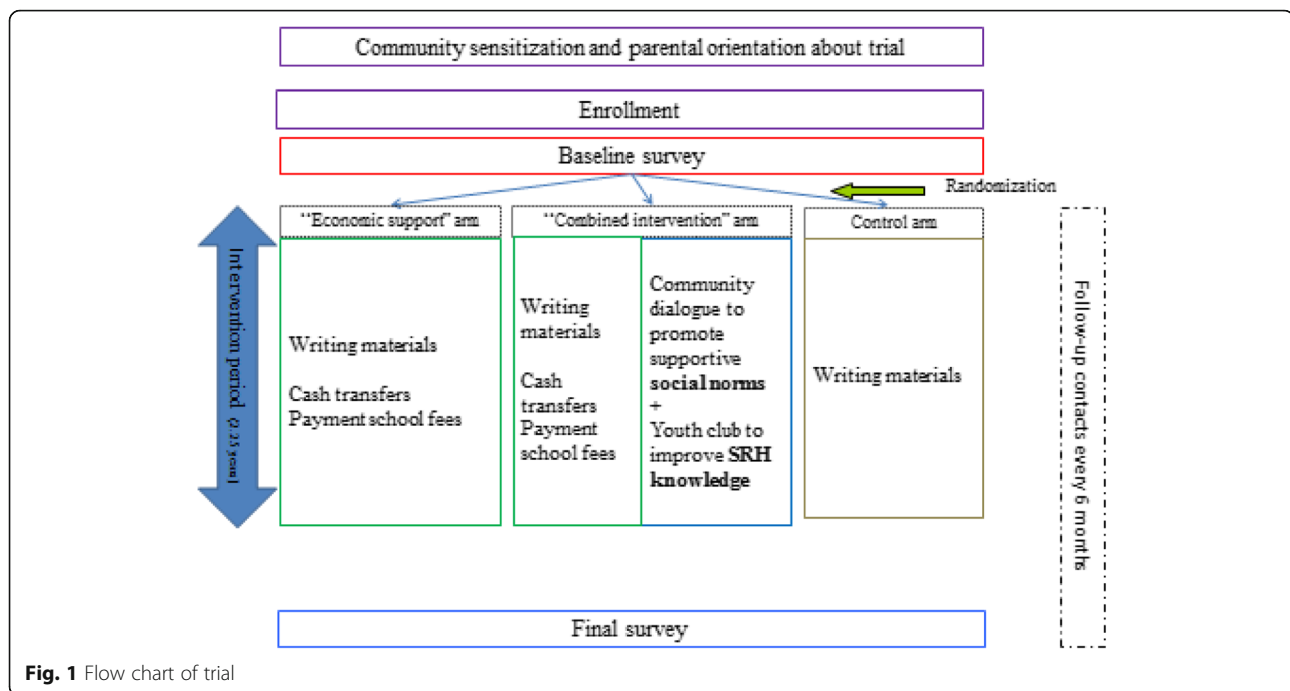 Community sensitization and parental orientation about trial
Enrollment
Baseline survey
Randomization
“Economic support” arm
“Combined intervention” arm
Control arm
Intervention period (2.25 years)
Writing materials
Cash transfers
Payment school fees
Writing
materials
Cash
transfers
Payment
school fees
Community
dialogue to
promote
supportive
social norms
+
Youth club to
improve SRH
knowledge
Writing materials
Follow-up contacts every 6 months
Final survey
Fig. 1 Flow chart of trial